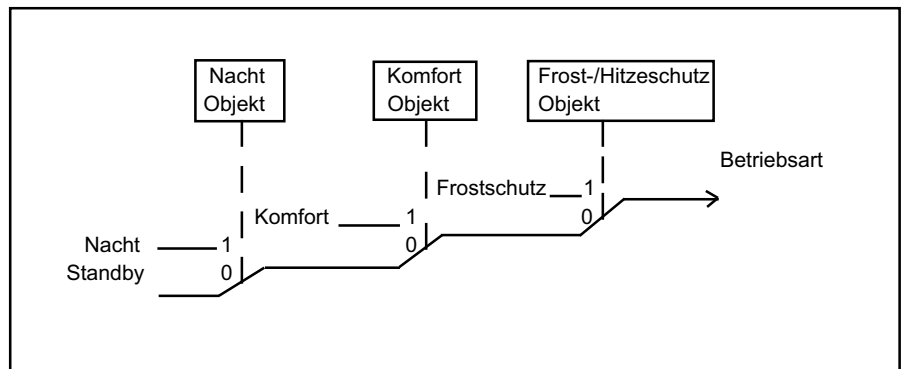 Nacht
Objekt
Komfort
Objekt
Frost-/Hitzeschutz
Objekt
Betriebsart
Frostschutz 1
0
Komfort 1
0
Nacht 1
Standby 0